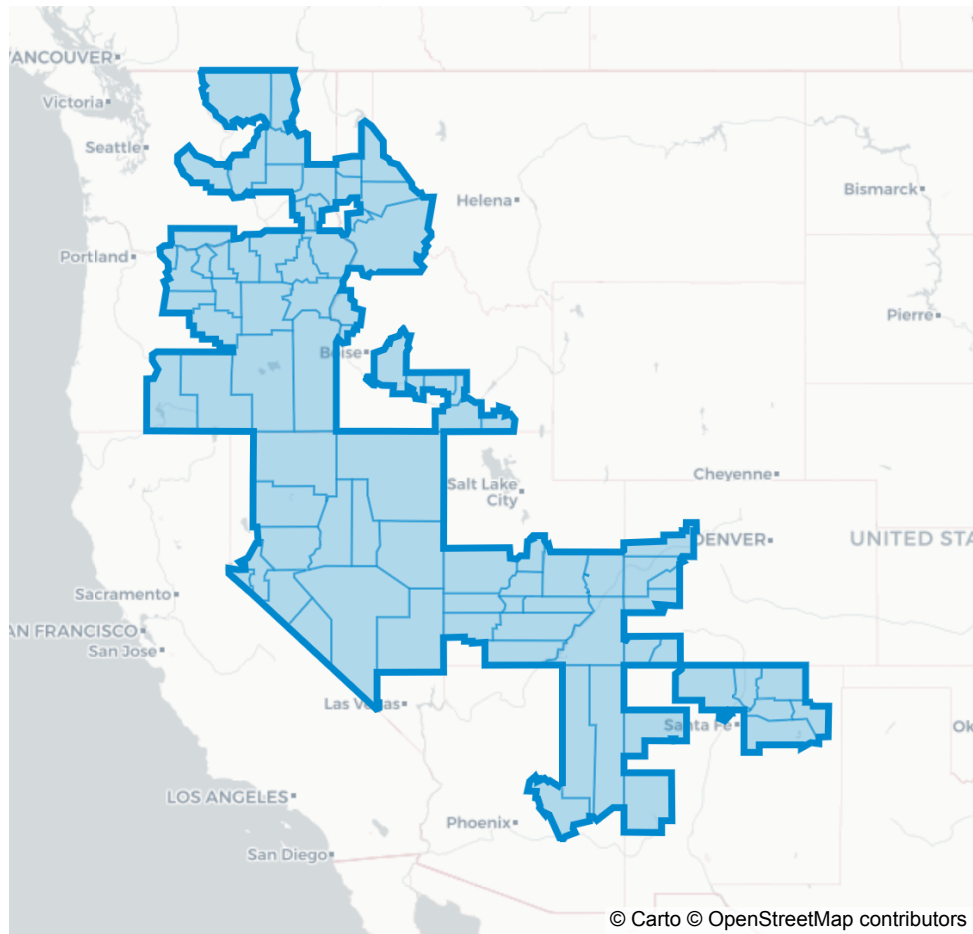 VANCOUVER
Victoria
Seattle
Helena
Bismarck
Portland
Pierre
Boise
Cheyenne
Salt Lake
City
DENVER
UNITED STA
Sacramento
AN FRANCISCO
San Jose
Las Vegas
Santa Fe
Ok
LOS ANGELES
Phoenix
San Diego
© Carto © OpenStreetMap contributors